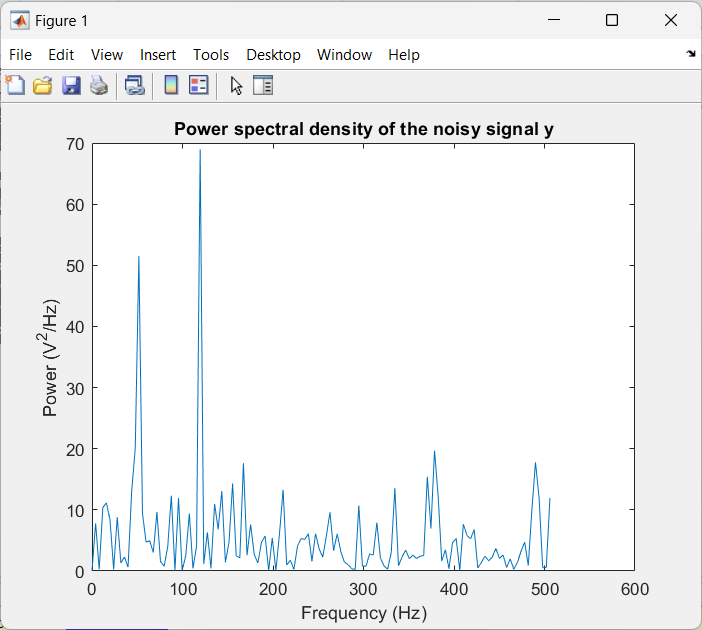 Figure 1
File Edit View Insert Tools Desktop Window Help
Power spectral density of the noisy signal y
70
60
50
40
30
20
10
0
Power (V^2/Hz)
0 100 200 300 400 500 600
Frequency (Hz)